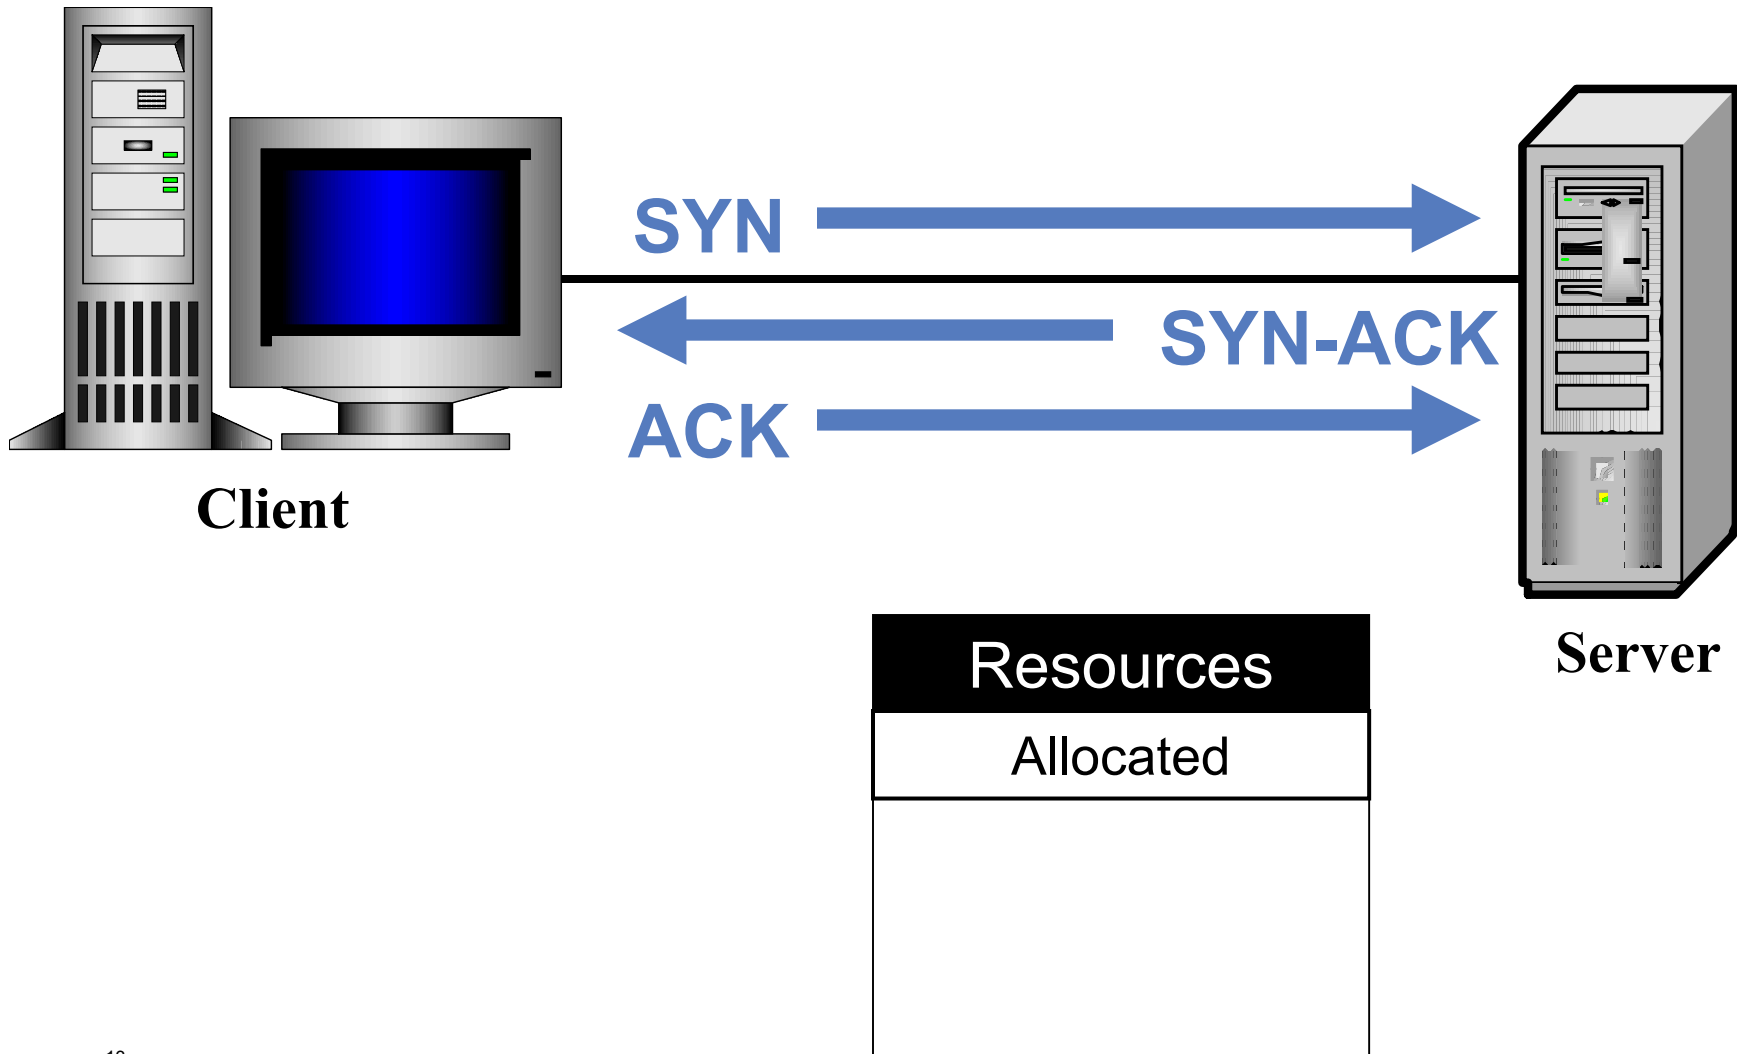 SYN
SYN-ACK
ACK
Client
Server
Resources
Allocated